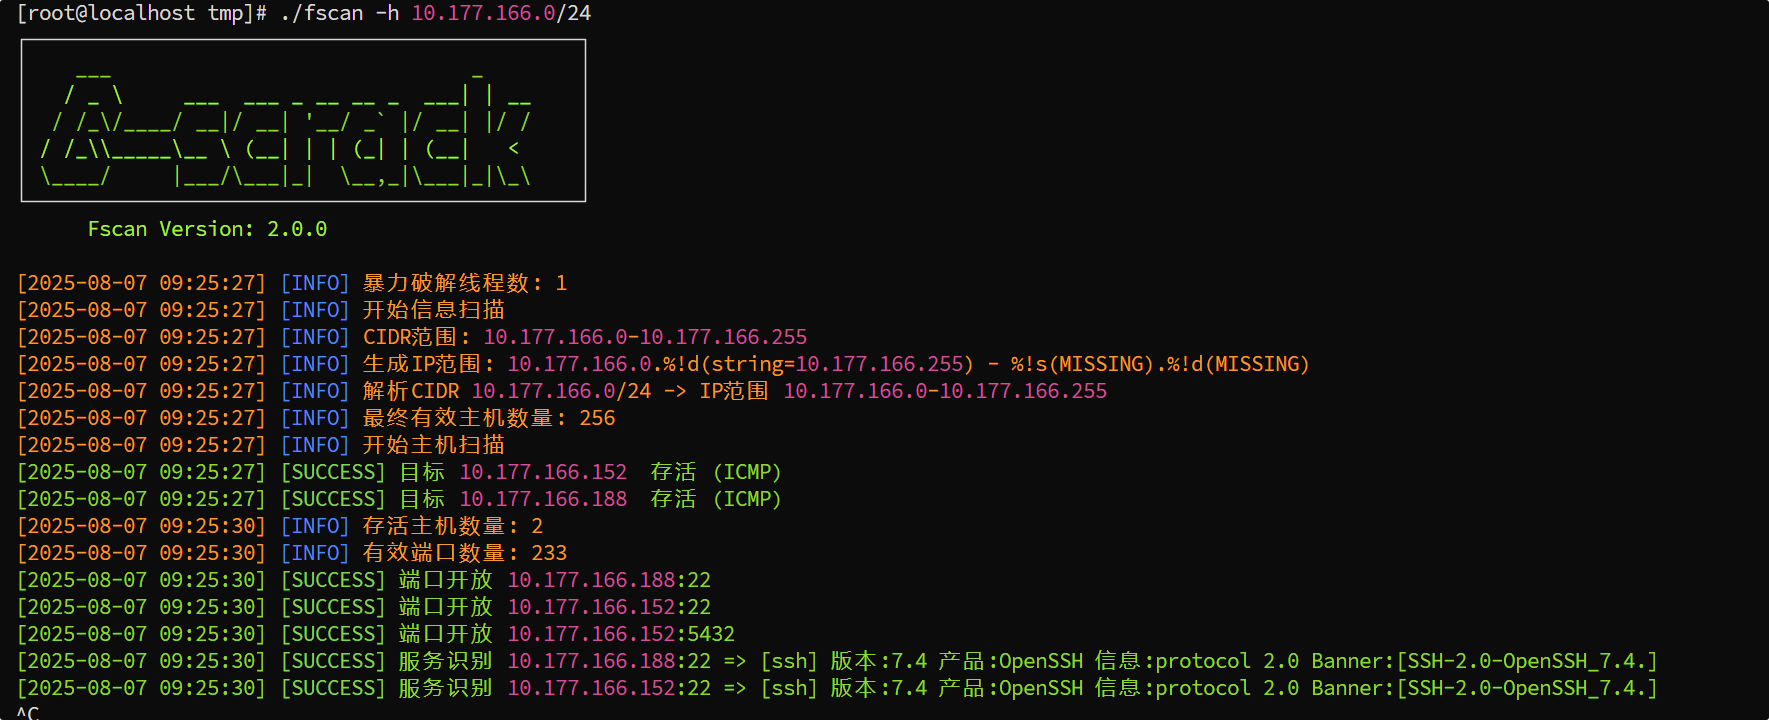 [root@localhost tmp]# ./fscan -h 10.177.166.0/24
Fscan Version: 2.0.0
[2025-08-07 09:25:27] [INFO] 暴力破解线程数: 1
[2025-08-07 09:25:27] [INFO] 开始信息扫描
[2025-08-07 09:25:27] [INFO] CIDR范围: 10.177.166.0-10.177.166.255
[2025-08-07 09:25:27] [INFO] 生成IP范围: 10.177.166.0.%!d(string=10.177.166.255) - %!s(MISSING).%!d(MISSING)
[2025-08-07 09:25:27] [INFO] 解析CIDR 10.177.166.0/24 -> IP范围 10.177.166.0-10.177.166.255
[2025-08-07 09:25:27] [INFO] 最终有效主机数量: 256
[2025-08-07 09:25:27] [INFO] 开始主机扫描
[2025-08-07 09:25:27] [SUCCESS] 目标 10.177.166.152 存活 (ICMP)
[2025-08-07 09:25:27] [SUCCESS] 目标 10.177.166.188 存活 (ICMP)
[2025-08-07 09:25:30] [INFO] 存活主机数量: 2
[2025-08-07 09:25:30] [INFO] 有效端口数量: 233
[2025-08-07 09:25:30] [SUCCESS] 端口开放 10.177.166.188:22
[2025-08-07 09:25:30] [SUCCESS] 端口开放 10.177.166.152:22
[2025-08-07 09:25:30] [SUCCESS] 端口开放 10.177.166.152:5432
[2025-08-07 09:25:30] [SUCCESS] 服务识别 10.177.166.188:22 => [ssh] 版本:7.4 产品:OpenSSH 信息:protocol 2.0 Banner:[SSH-2.0-OpenSSH_7.4.]
[2025-08-07 09:25:30] [SUCCESS] 服务识别 10.177.166.152:22 => [ssh] 版本:7.4 产品:OpenSSH 信息:protocol 2.0 Banner:[SSH-2.0-OpenSSH_7.4.]
^C